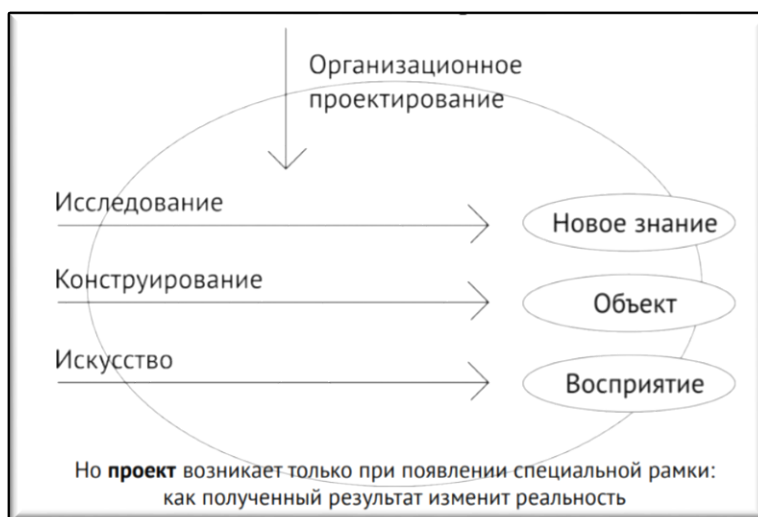 Организационное
проектирование
Исследование
Новое знание
Конструирование
Объект
Искусство
Восприятие
Но проект возникает только при появлении специальной рамки:
как полученный результат изменит реальность